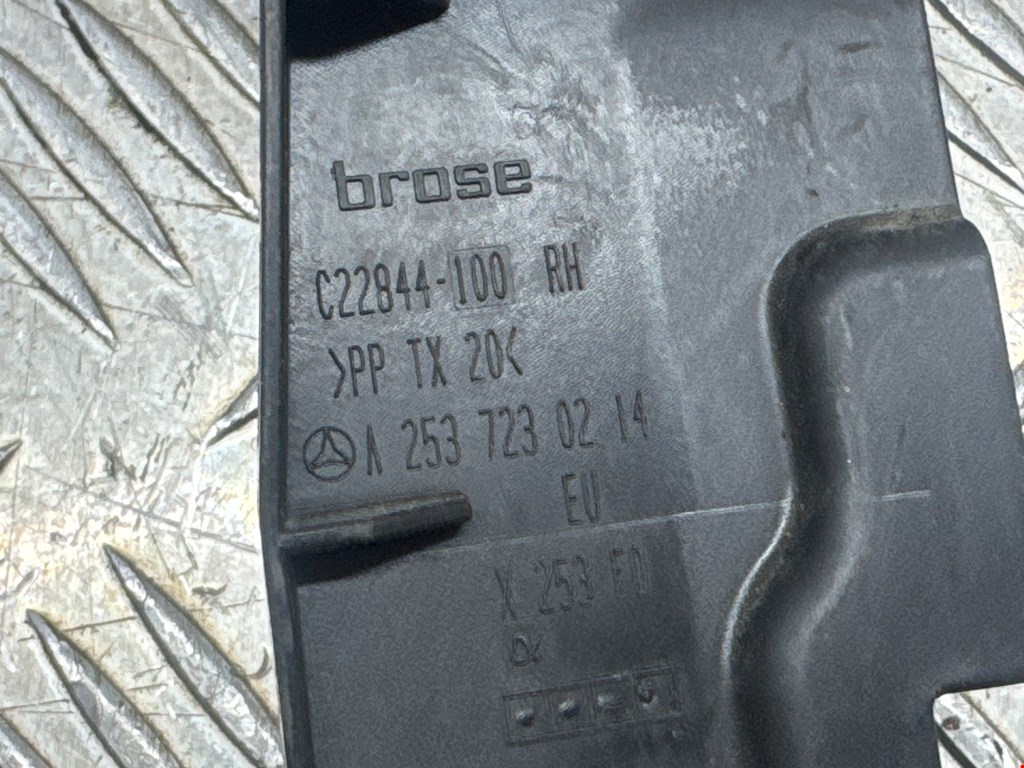 brose
C22844-100 RH
>PP TX 20<
A 253 723 02 14
EU
X 253 FD